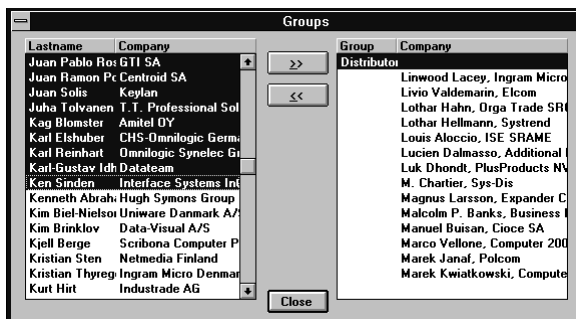 Groups
Lastname Company
Juan Pablo Ros GTI SA
Juan Ramon Po Centroid SA
Juan Solis Keylan
Juha Tolvanen T.T. Professional Sol
Kag Blomster Amitel OY
Karl Elshuber CHS-Omnilogic Germa
Karl Reinhart Omnilogic Synelec Gr
Karl-Gustav Idh Datateam
Ken Sinden Interface Systems Int
Kenneth Abrah Hugh Symons Group
Kim Biel-Nielson Uniware Danmark A/
Kim Brinklov Data-Visual A/S
Kjell Berge Scribona Computer P
Kristian Sten Netmedia Finland
Kristian Thyreg Ingram Micro Denmar
Kurt Hirt Industrade AG
>>
<<
Close
Group Company
Distributor
Linwood Lacey, Ingram Micro
Livio Valdemarin, Elcom
Lothar Hahn, Orga Trade SR
Lothar Hellmann, Systrend
Louis Aloccio, ISE SRAME
Lucien Dalmasso, Additional
Luk Dhondt, PlusProducts NV
M. Chartier, Sys-Dis
Magnus Larsson, Expander C
Malcolm P. Banks, Business
Manuel Buisan, Cioce SA
Marco Vellone, Computer 200
Marek Janaf, Polcom
Marek Kwiatkowski, Compute